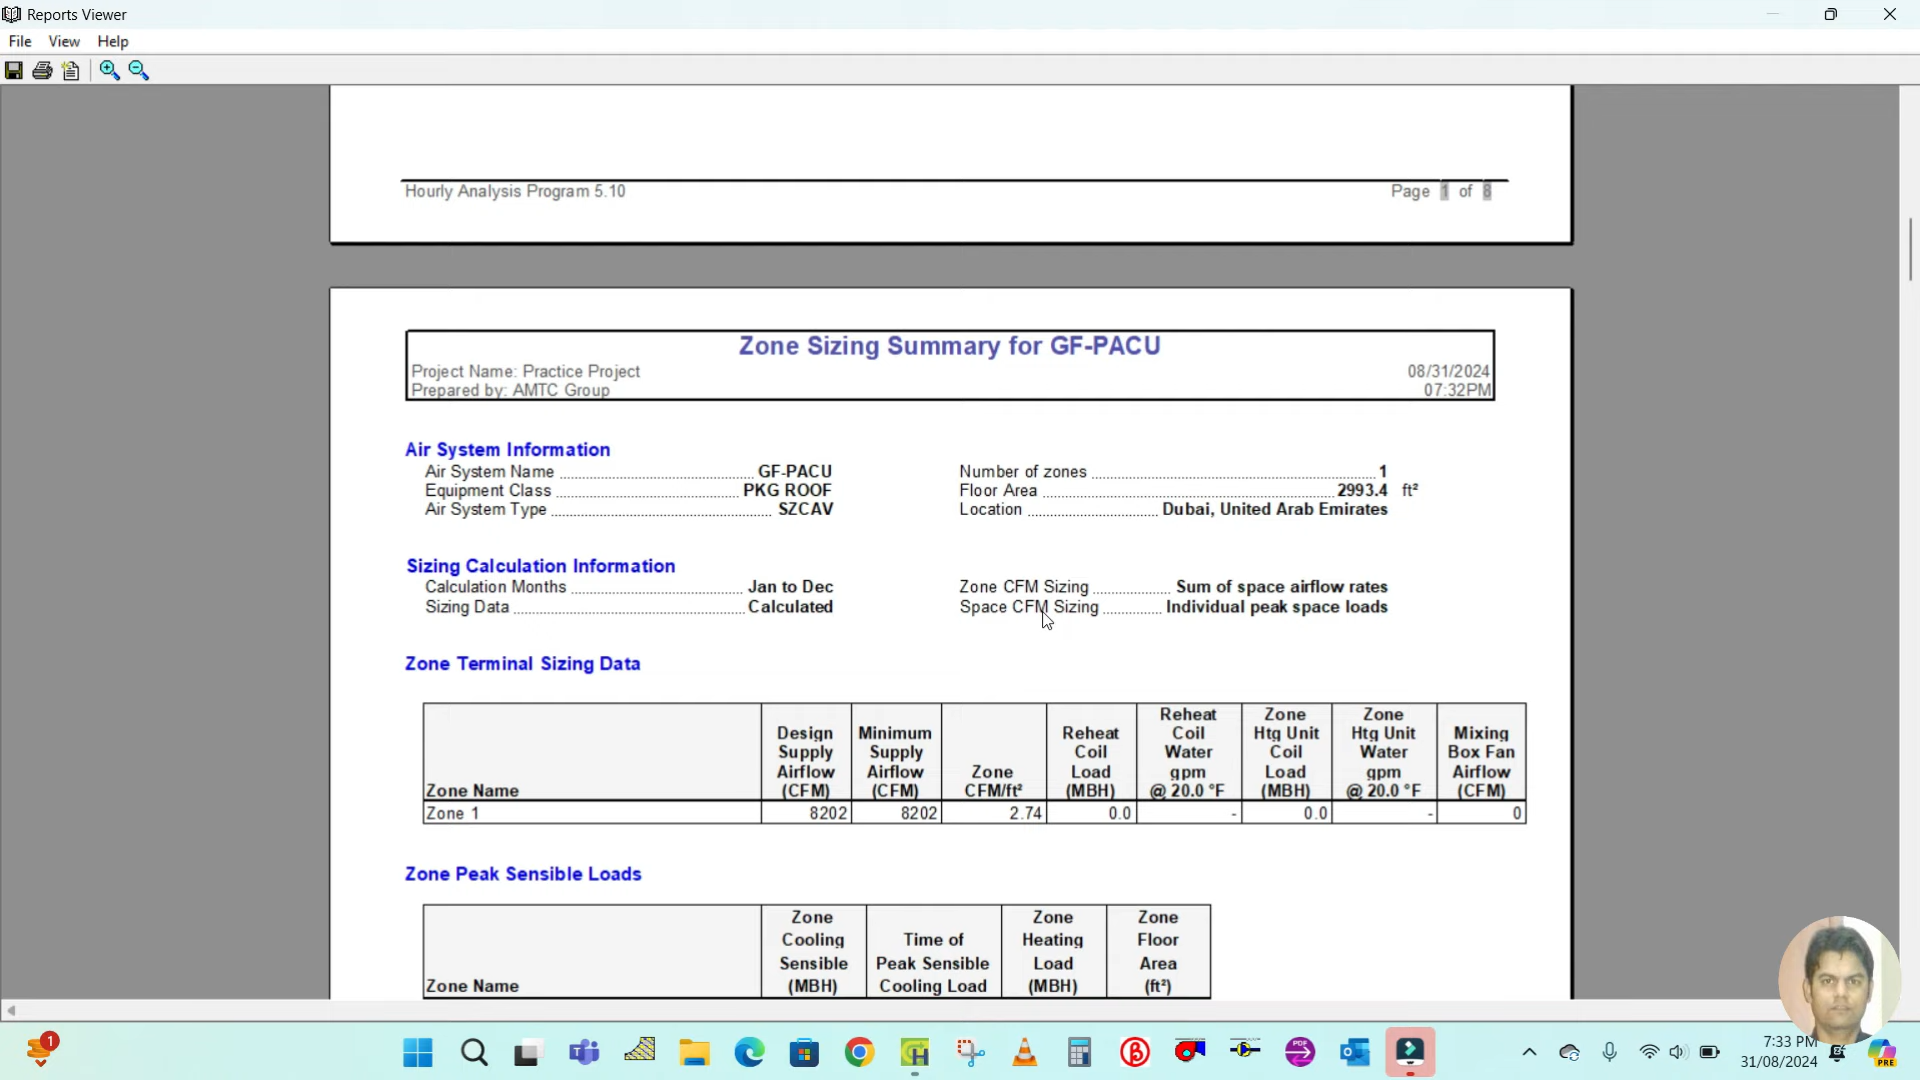 Reports Viewer
File View Help
Hourly Analysis Program 5.10 Page 1 of 8
Zone Sizing Summary for GF-PACU
Project Name: Practice Project 08/31/2024
Prepared by: AMTC Group 07:32PM
Air System Information
Air System Name GF-PACU Number of zones 1
Equipment Class PKG ROOF Floor Area 2993.4 ft²
Air System Type SZCAV Location Dubai, United Arab Emirates
Sizing Calculation Information
Calculation Months Jan to Dec Zone CFM Sizing Sum of space airflow rates
Sizing Data Calculated Space CFM Sizing Individual peak space loads
Zone Terminal Sizing Data
Reheat Zone Zone
Design Minimum Reheat Coil Htg Unit Htg Unit Mixing
Supply Supply Coil Water Coil Water Box Fan
Airflow Airflow Zone Load gpm Load gpm Airflow
Zone Name (CFM) (CFM) CFM/ft² (MBH) @ 20.0 °F (MBH) @ 20.0 °F (CFM)
Zone 1 8202 8202 2.74 0.0 - 0.0 - 0
Zone Peak Sensible Loads
Zone Zone Zone
Cooling Time of Heating Floor
Sensible Peak Sensible Load Area
Zone Name (MBH) Cooling Load (MBH) (ft²)
1
7:33 PM
31/08/2024
PDF
PRE